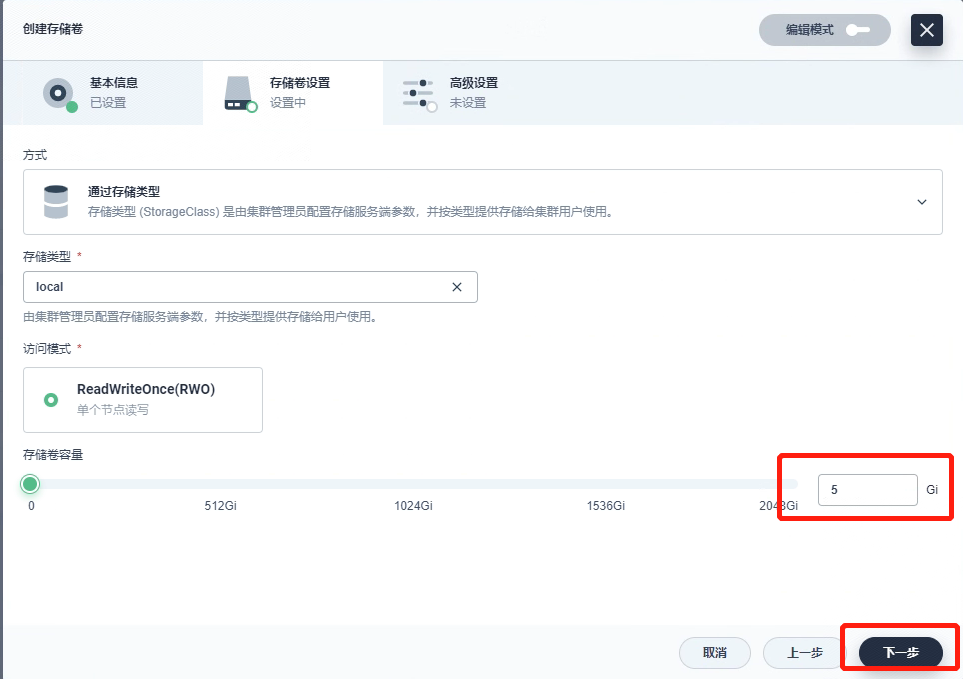 创建存储卷
编辑模式
基本信息
已设置
存储卷设置
设置中
高级设置
未设置
方式
通过存储类型
存储类型 (StorageClass) 是由集群管理员配置存储服务端参数，并按类型提供存储给集群用户使用。
存储类型 *
local
由集群管理员配置存储服务端参数，并按类型提供存储给用户使用。
访问模式 *
ReadWriteOnce(RWO)
单个节点读写
存储卷容量
5 Gi
0 512Gi 1024Gi 1536Gi 2048Gi
取消 上一步 下一步